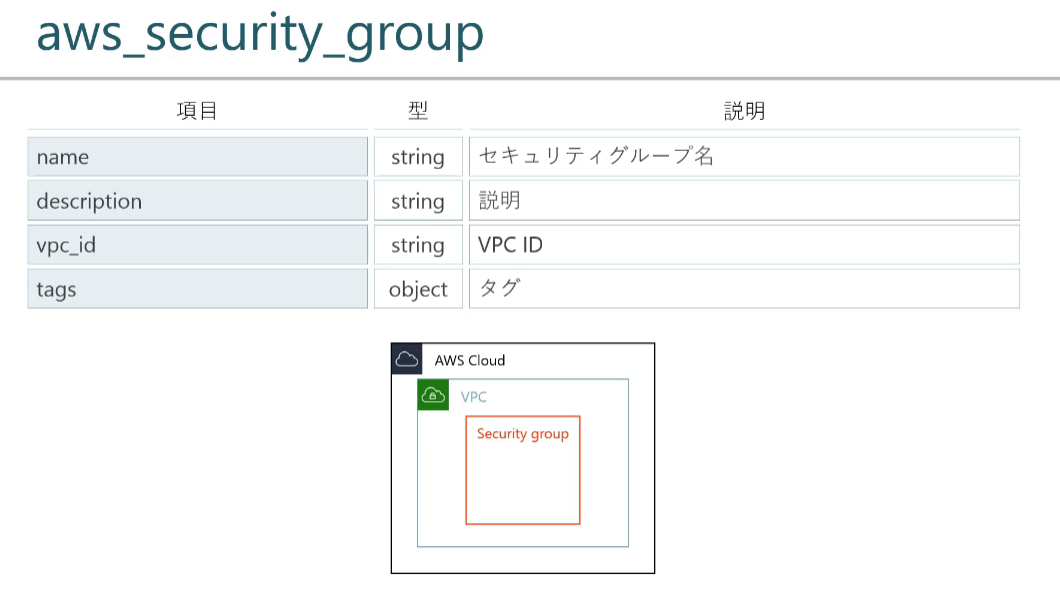 aws_security_group
項目 型 説明
name string セキュリティグループ名
description string 説明
vpc_id string VPC ID
tags object タグ
AWS Cloud
VPC
Security group